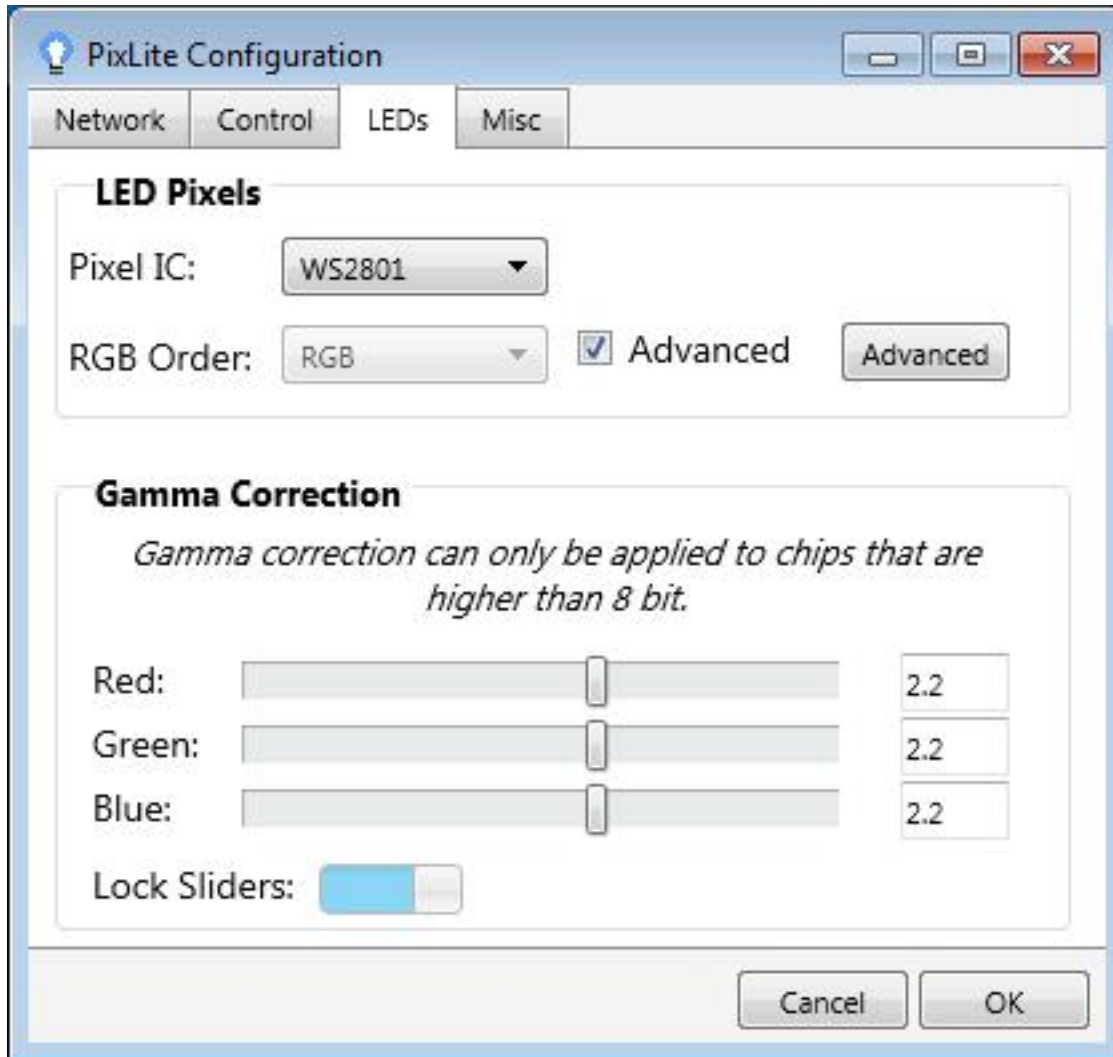 PixLite Configuration
Network Control LEDs Misc
LED Pixels
Pixel IC: WS2801
RGB Order: RGB Advanced Advanced
Gamma Correction
Gamma correction can only be applied to chips that are
higher than 8 bit.
Red: 2.2
Green: 2.2
Blue: 2.2
Lock Sliders:
Cancel OK